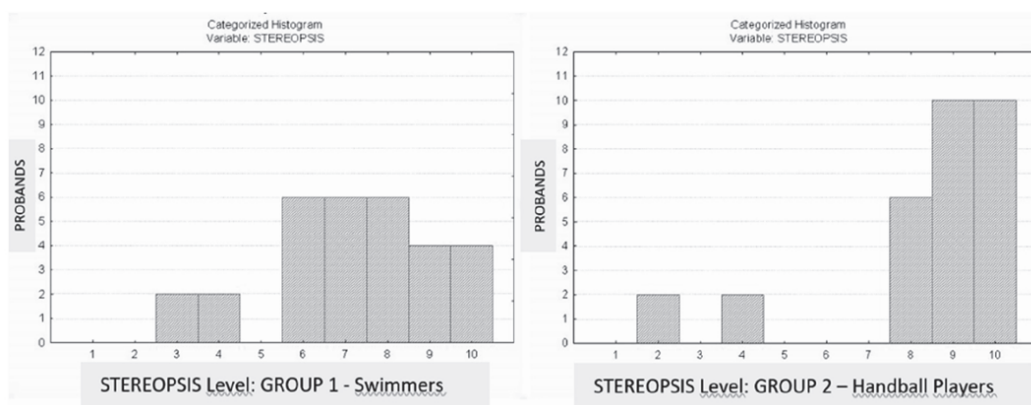 Categorized Histogram
Variable: STEREOPSIS
12
11
10
9
8
7
6
5
4
3
2
1
0
PROBANDS
1 2 3 4 5 6 7 8 9 10
STEREOPSIS Level: GROUP 1 - Swimmers
Categorized Histogram
Variable: STEREOPSIS
12
11
10
9
8
7
6
5
4
3
2
1
0
PROBANDS
1 2 3 4 5 6 7 8 9 10
STEREOPSIS Level: GROUP 2 – Handball Players